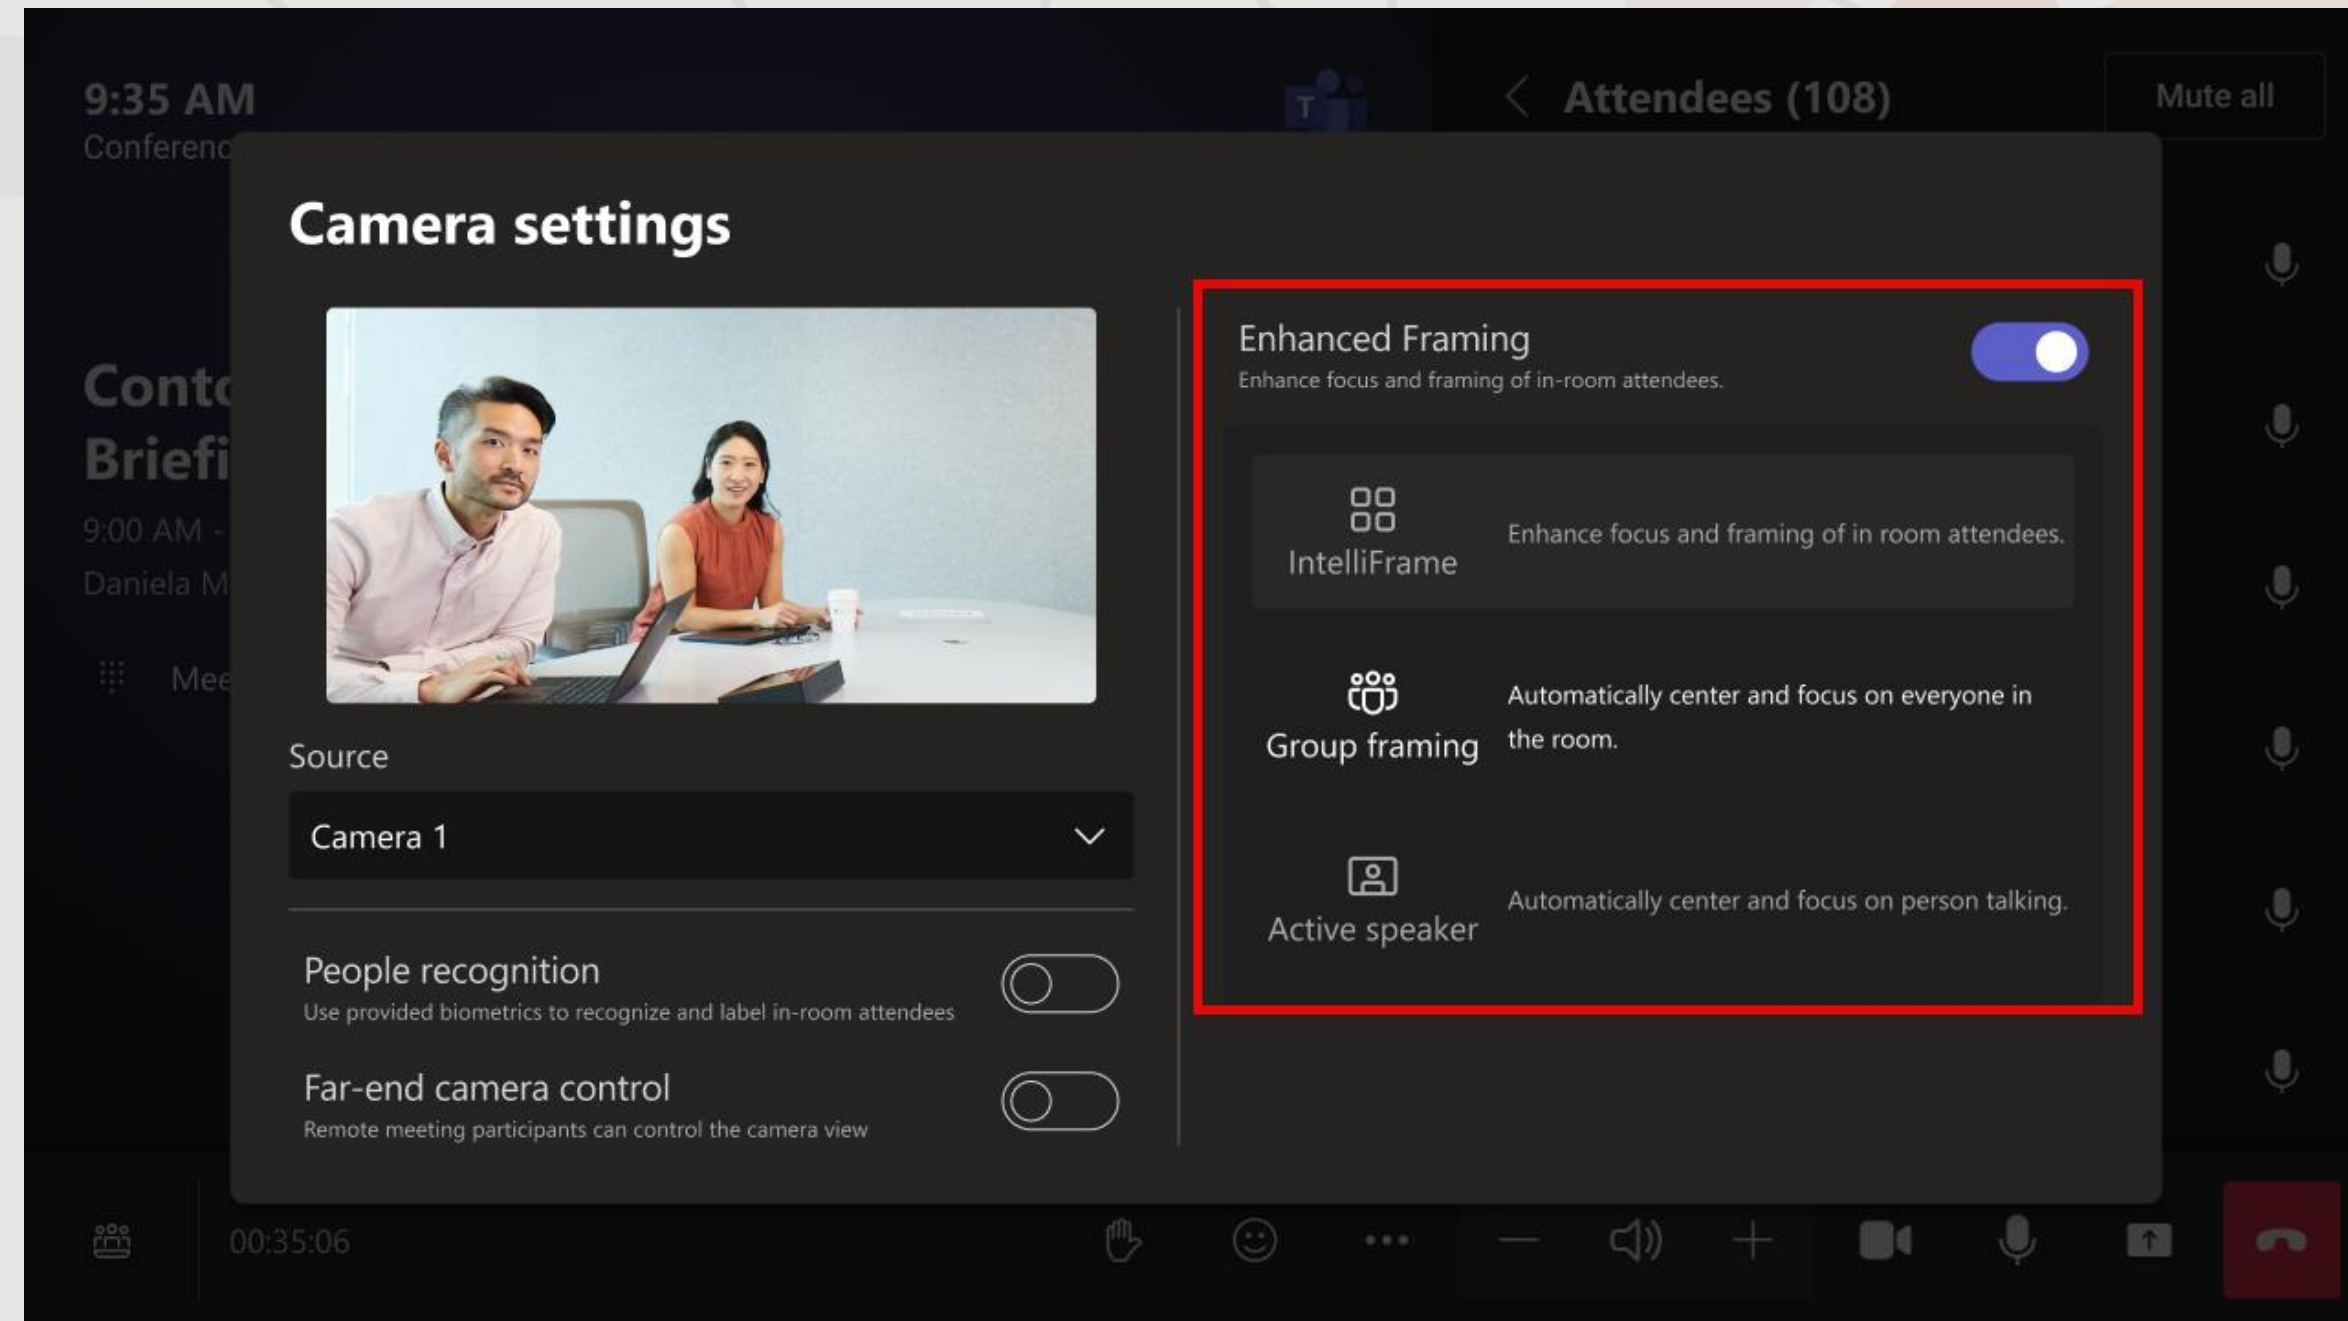 9:35 AM
Attendees (108)
Mute all
T
Camera settings
Enhanced Framing
Enhance focus and framing of in-room attendees.
IntelliFrame
Enhance focus and framing of in room attendees.
Group framing
Automatically center and focus on everyone in
the room.
Active speaker
Automatically center and focus on person talking.
9:00 AM -
Daniela M
Source
Camera 1
People recognition
Use provided biometrics to recognize and label in-room attendees
Far-end camera control
Remote meeting participants can control the camera view
00:35:06